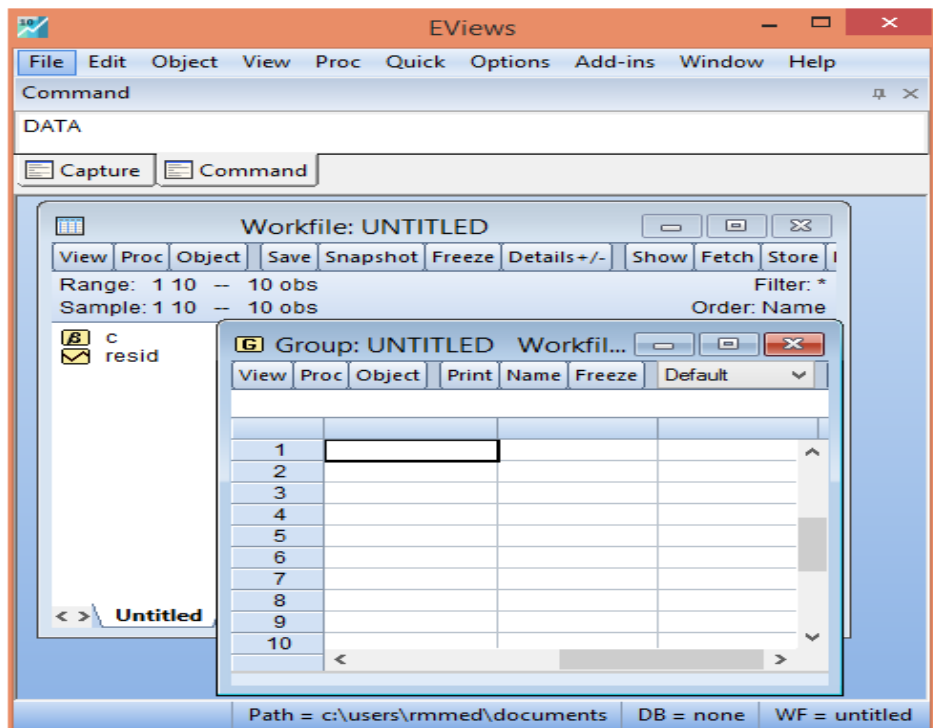 10
EViews
File Edit Object View Proc Quick Options Add-ins Window Help
Command
DATA
Capture Command
Workfile: UNTITLED
View Proc Object Save Snapshot Freeze Details+/- Show Fetch Store
Range: 1 10 -- 10 obs Filter: *
Sample: 1 10 -- 10 obs Order: Name
β c
resid
G Group: UNTITLED Workfil...
View Proc Object Print Name Freeze Default
1
2
3
4
5
6
7
8
9
10
< > Untitled
Path = c:\users\rmmed\documents DB = none WF = untitled